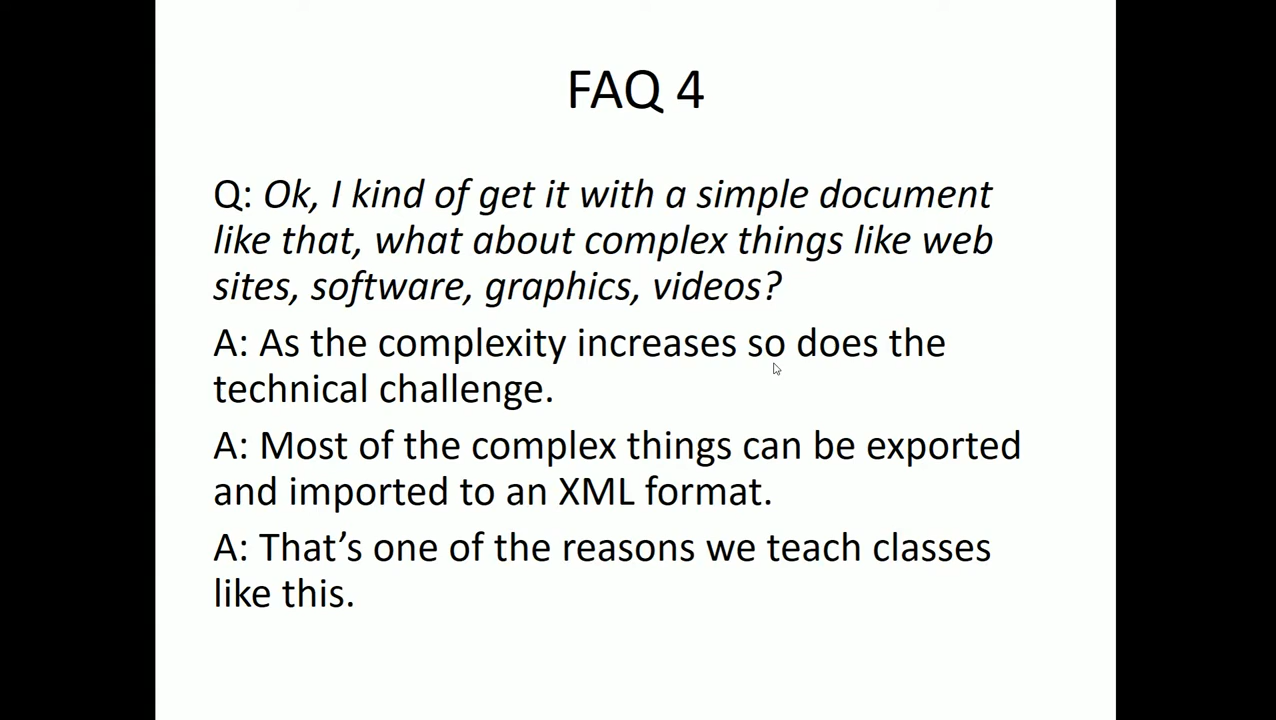 FAQ 4
Q: Ok, I kind of get it with a simple document
like that, what about complex things like web
sites, software, graphics, videos?
A: As the complexity increases so does the
technical challenge.
A: Most of the complex things can be exported
and imported to an XML format.
A: That’s one of the reasons we teach classes
like this.